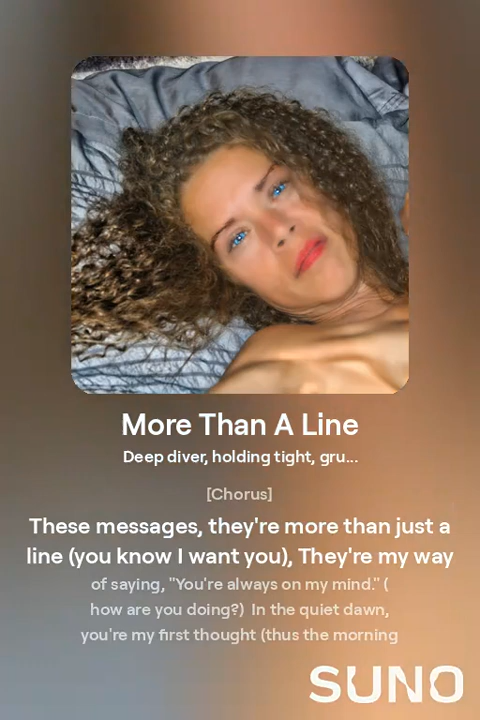 More Than A Line
Deep diver, holding tight, gru...
[Chorus]
These messages, they're more than just a
line (you know I want you), They're my way
of saying, "You're always on my mind." (
how are you doing?) In the quiet dawn,
you're my first thought (thus the morning
SUNO